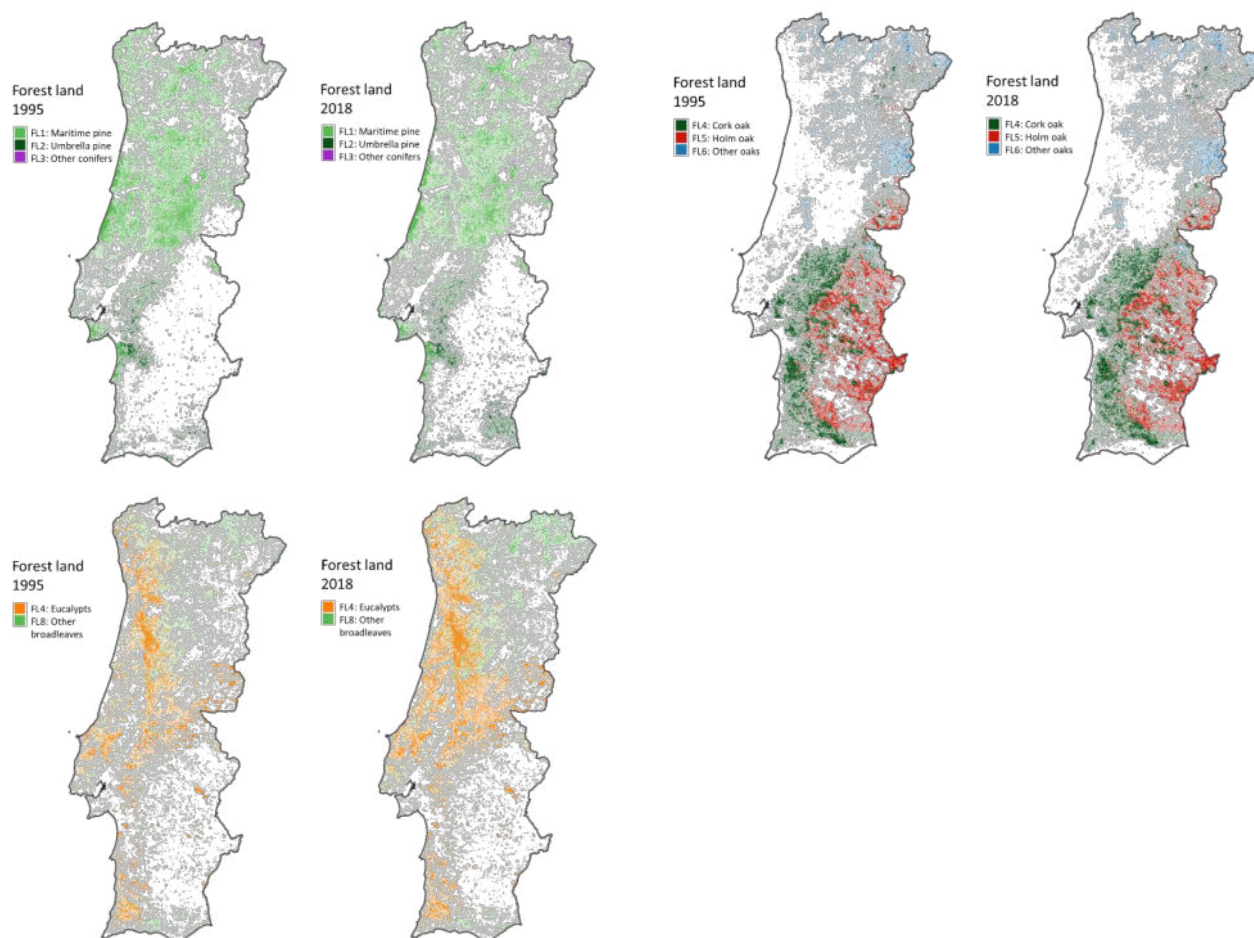 Forest land
1995
FL1: Maritime pine
FL2: Umbrella pine
FL3: Other conifers
Forest land
2018
FL1: Maritime pine
FL2: Umbrella pine
FL3: Other conifers
Forest land
1995
FL4: Cork oak
FL5: Holm oak
FL6: Other oaks
Forest land
2018
FL4: Cork oak
FL5: Holm oak
FL6: Other oaks
Forest land
1995
FL4: Eucalypts
FL8: Other
broadleaves
Forest land
2018
FL4: Eucalypts
FL8: Other
broadleaves